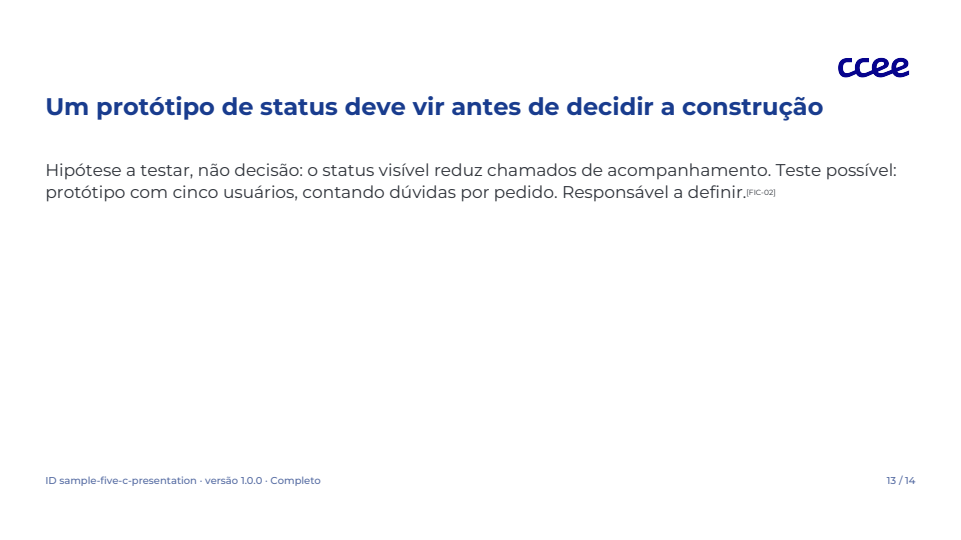 ccee
Um protótipo de status deve vir antes de decidir a construção
Hipótese a testar, não decisão: o status visível reduz chamados de acompanhamento. Teste possível:
protótipo com cinco usuários, contando dúvidas por pedido. Responsável a definir.[FIC-02]
ID sample-five-c-presentation · versão 1.0.0 · Completo
13 / 14